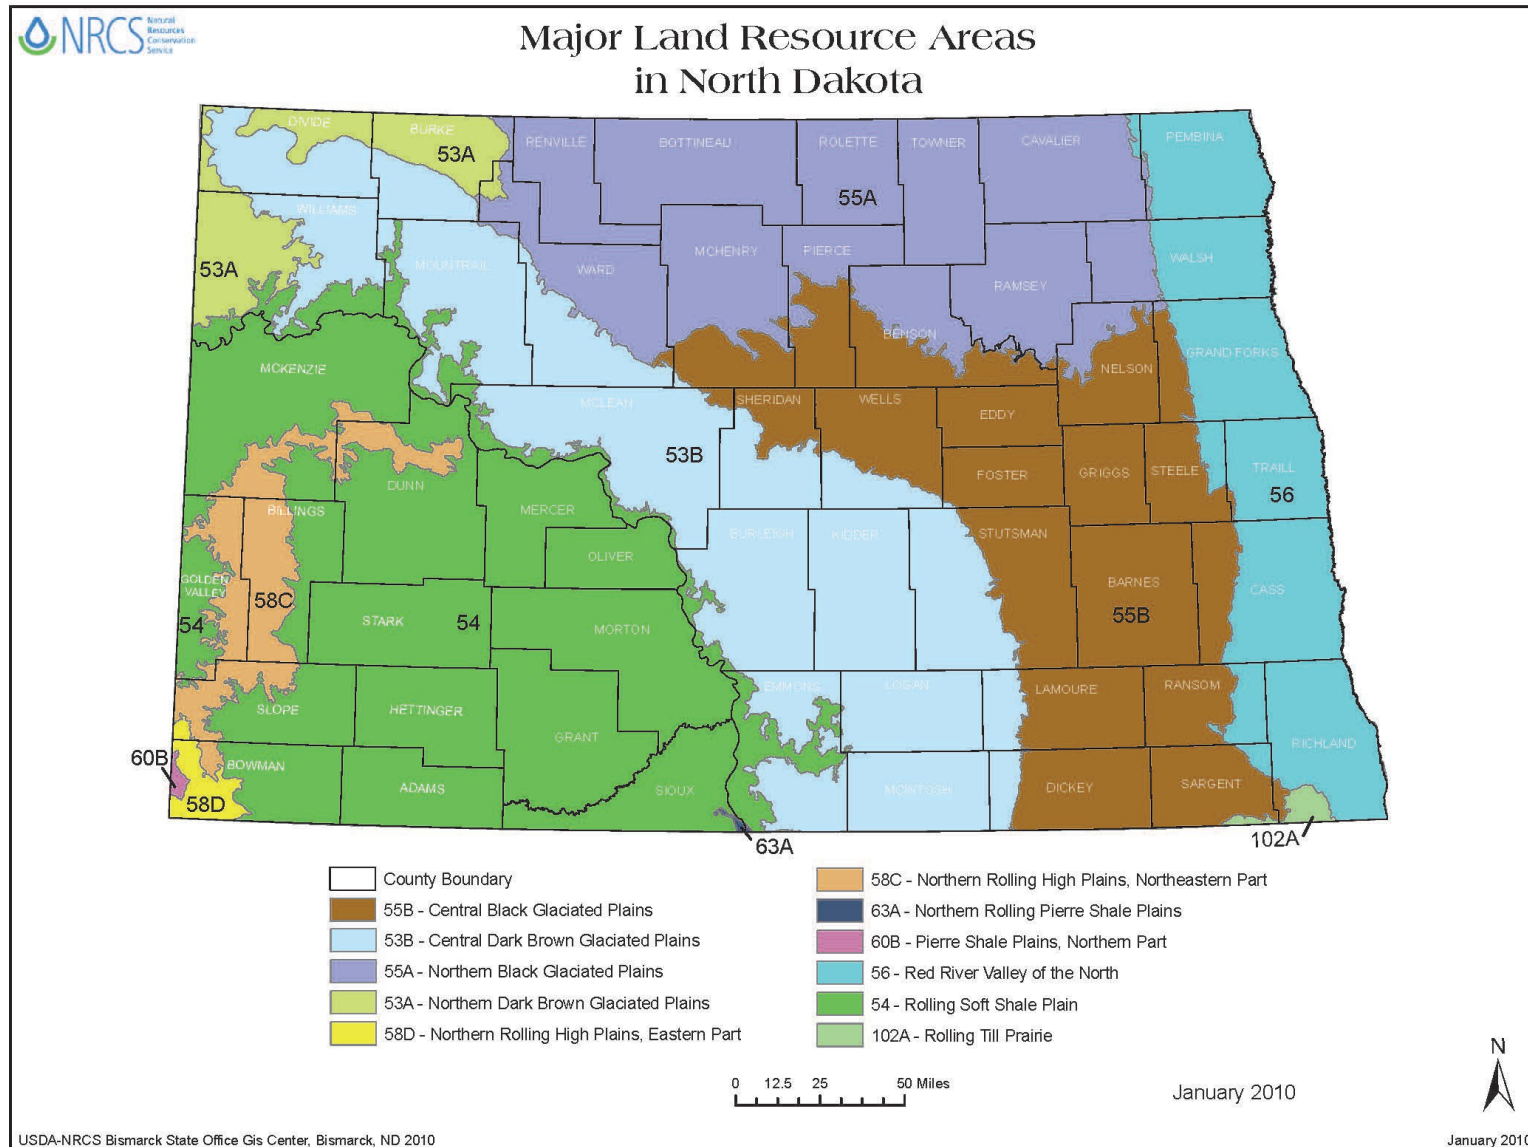 NRCS
Natural
Resources
Conservation
Service
Major Land Resource Areas
in North Dakota
DIVIDE
BURKE
53A
RENVILLE
BOTTINEAU
ROLETTE
TOWNER
CAVALIER
PEMBINA
55A
WILLIAMS
53A
MOUNTRAIL
WARD
MCHENRY
PIERCE
RAMSEY
WALSH
BENSON
NELSON
GRAND FORKS
MCKENZIE
MCLEAN
SHERIDAN
WELLS
EDDY
53B
DUNN
MERCER
FOSTER
GRIGGS
STEELE
TRAILL
56
BILLINGS
OLIVER
BURLEIGH
KIDDER
STUTSMAN
BARNES
CASS
GOLDEN
VALLEY
58C
54
STARK
54
MORTON
55B
SLOPE
HETTINGER
GRANT
EMMONS
LOGAN
LAMOURE
RANSOM
RICHLAND
60B
BOWMAN
58D
ADAMS
SIOUX
MCINTOSH
DICKEY
SARGENT
63A
102A
County Boundary
55B - Central Black Glaciated Plains
53B - Central Dark Brown Glaciated Plains
55A - Northern Black Glaciated Plains
53A - Northern Dark Brown Glaciated Plains
58D - Northern Rolling High Plains, Eastern Part
58C - Northern Rolling High Plains, Northeastern Part
63A - Northern Rolling Pierre Shale Plains
60B - Pierre Shale Plains, Northern Part
56 - Red River Valley of the North
54 - Rolling Soft Shale Plain
102A - Rolling Till Prairie
0 12.5 25 50 Miles
January 2010
N
USDA-NRCS Bismarck State Office Gis Center, Bismarck, ND 2010
January 2010